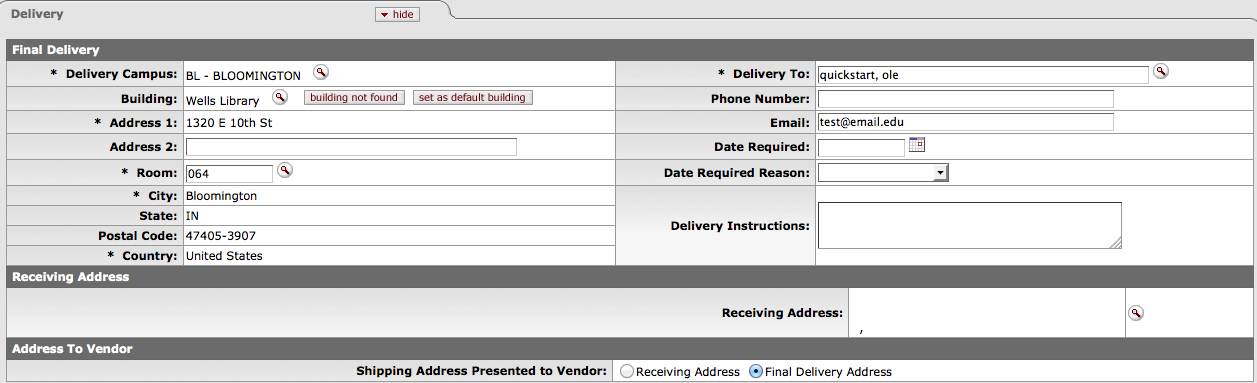 Delivery hide
Final Delivery
* Delivery Campus: BL - BLOOMINGTON * Delivery To: quickstart, ole
Building: Wells Library building not found set as default building Phone Number:
* Address 1: 1320 E 10th St Email: test@email.edu
Address 2: Date Required:
* Room: 064 Date Required Reason:
* City: Bloomington
State: IN
Delivery Instructions:
Postal Code: 47405-3907
* Country: United States
Receiving Address
Receiving Address:
,
Address To Vendor
Shipping Address Presented to Vendor: Receiving Address Final Delivery Address